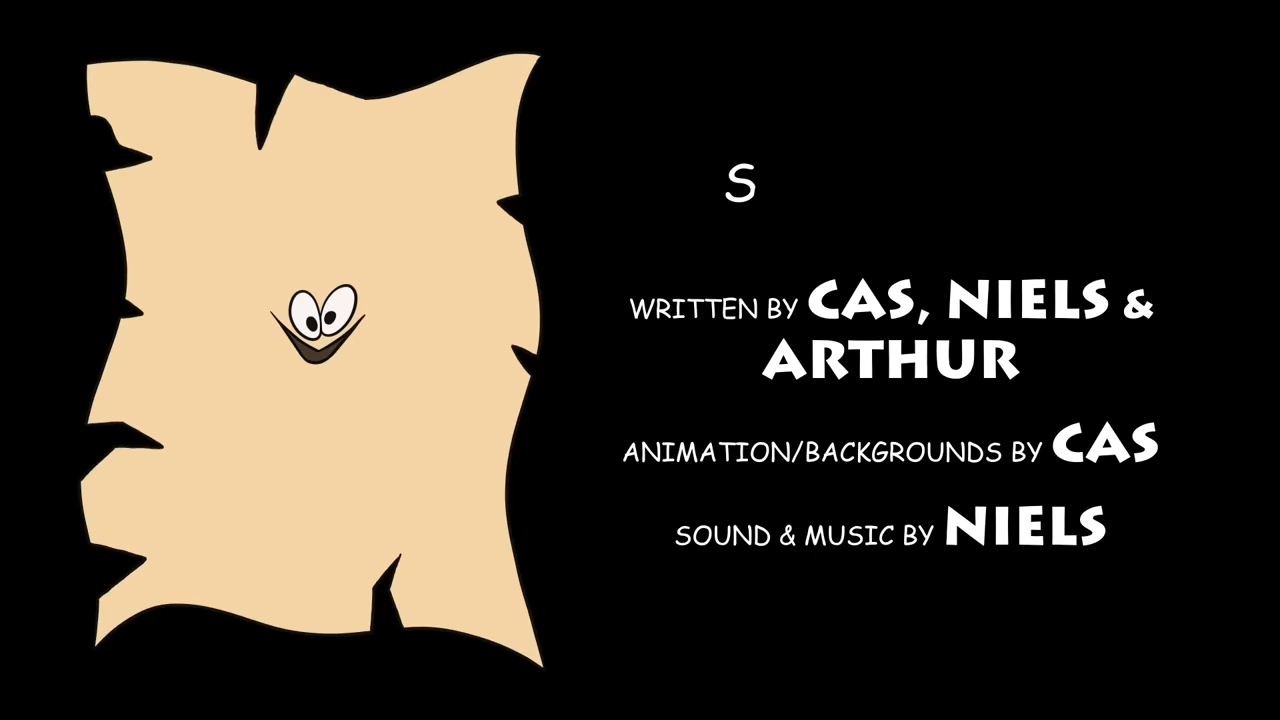 S
WRITTEN BY CAS, NIELS &
ARTHUR
ANIMATION/BACKGROUNDS BY CAS
SOUND & MUSIC BY NIELS